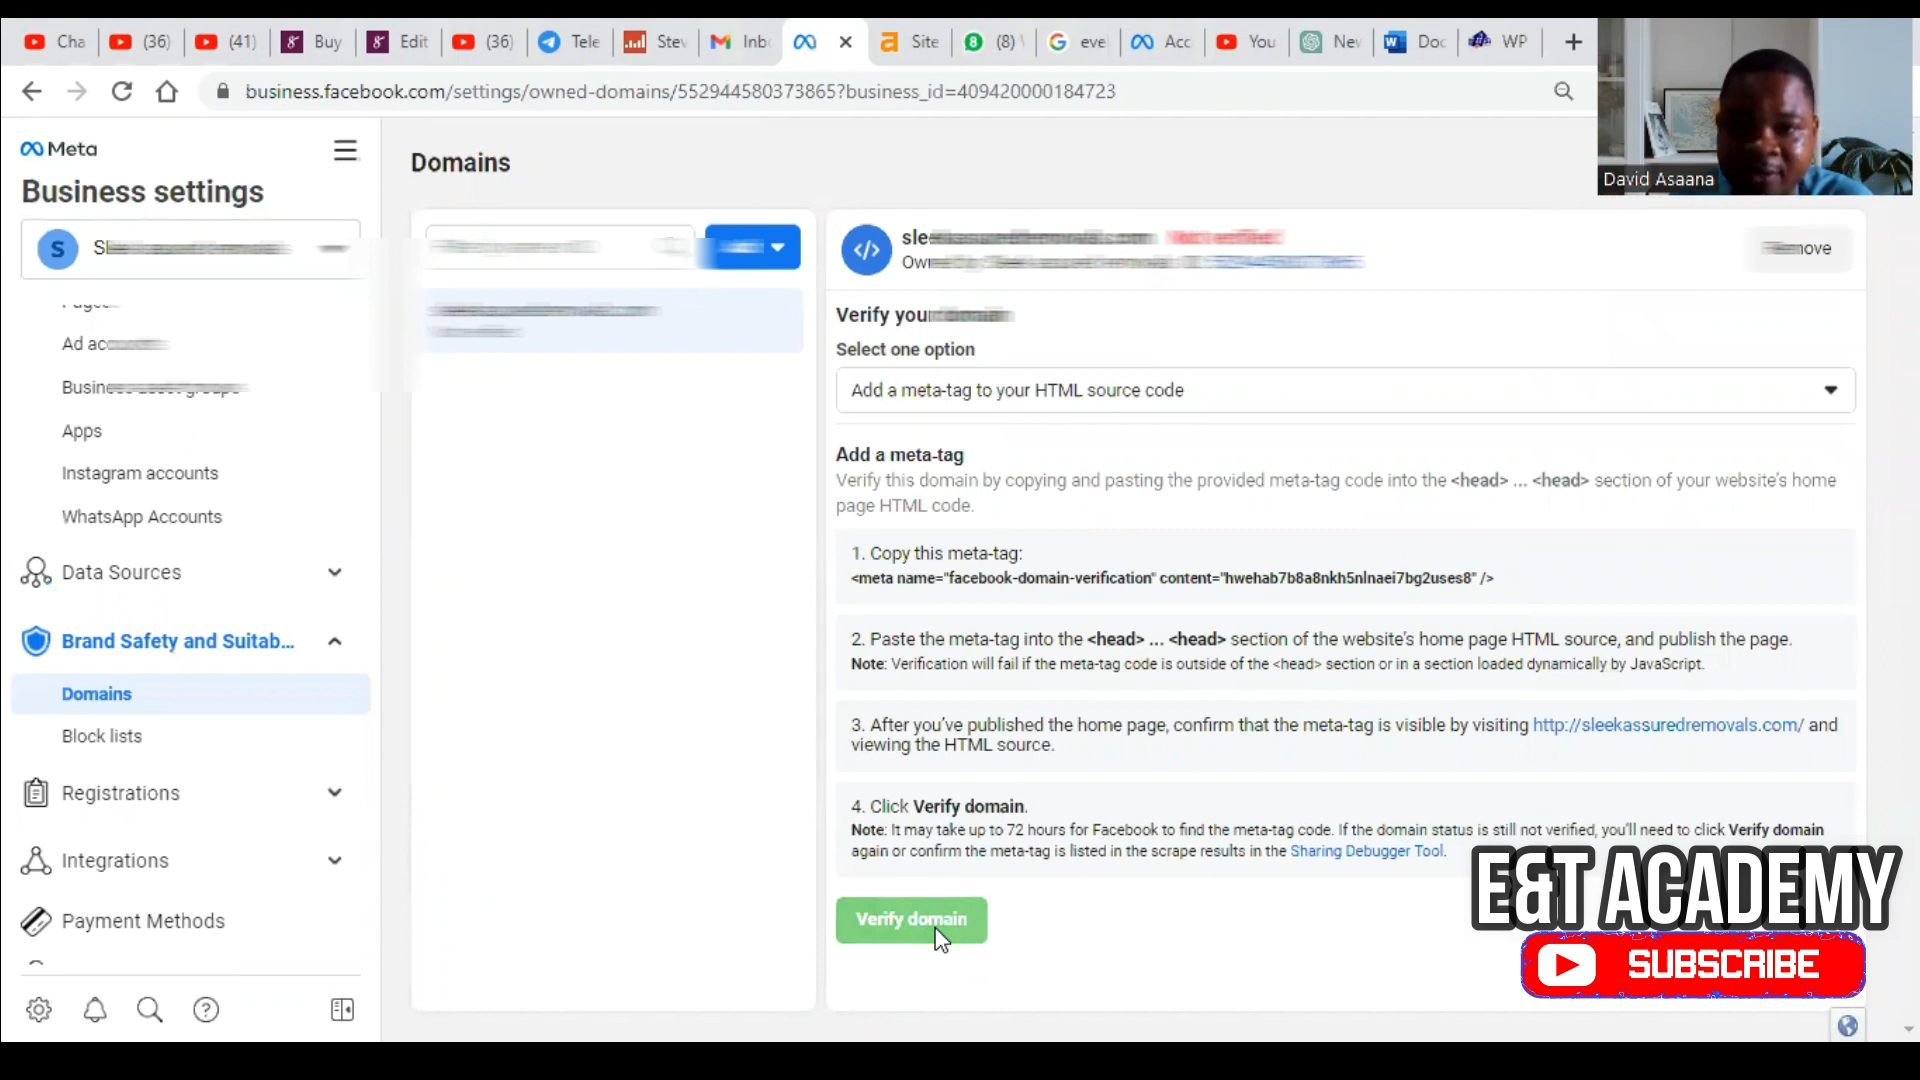 Cha
(36)
(41)
Buy
Edit
(36)
Tele
Stev
Inb
Site
(8)
eve
Acc
You
Nev
Doc
WP
business.facebook.com/settings/owned-domains/552944580373865?business_id=409420000184723
David Asaana
Meta
Business settings
S
Ad
Apps
Instagram accounts
WhatsApp Accounts
Data Sources
Brand Safety and Suitab...
Domains
Block lists
Registrations
Integrations
Payment Methods
Domains
Verify your
Select one option
Add a meta-tag to your HTML source code
Add a meta-tag
Verify this domain by copying and pasting the provided meta-tag code into the <head> ... <head> section of your website's home
page HTML code.
1. Copy this meta-tag:
<meta name="facebook-domain-verification" content="hwehab7b8a8nkh5nlnaei7bg2uses8" />
2. Paste the meta-tag into the <head> ... <head> section of the website's home page HTML source, and publish the page.
Note: Verification will fail if the meta-tag code is outside of the <head> section or in a section loaded dynamically by JavaScript.
3. After you've published the home page, confirm that the meta-tag is visible by visiting http://sleekassuredremovals.com/ and
viewing the HTML source.
4. Click Verify domain.
Note: It may take up to 72 hours for Facebook to find the meta-tag code. If the domain status is still not verified, you'll need to click Verify domain
again or confirm the meta-tag is listed in the scrape results in the Sharing Debugger Tool.
Verify domain
E&T ACADEMY
SUBSCRIBE